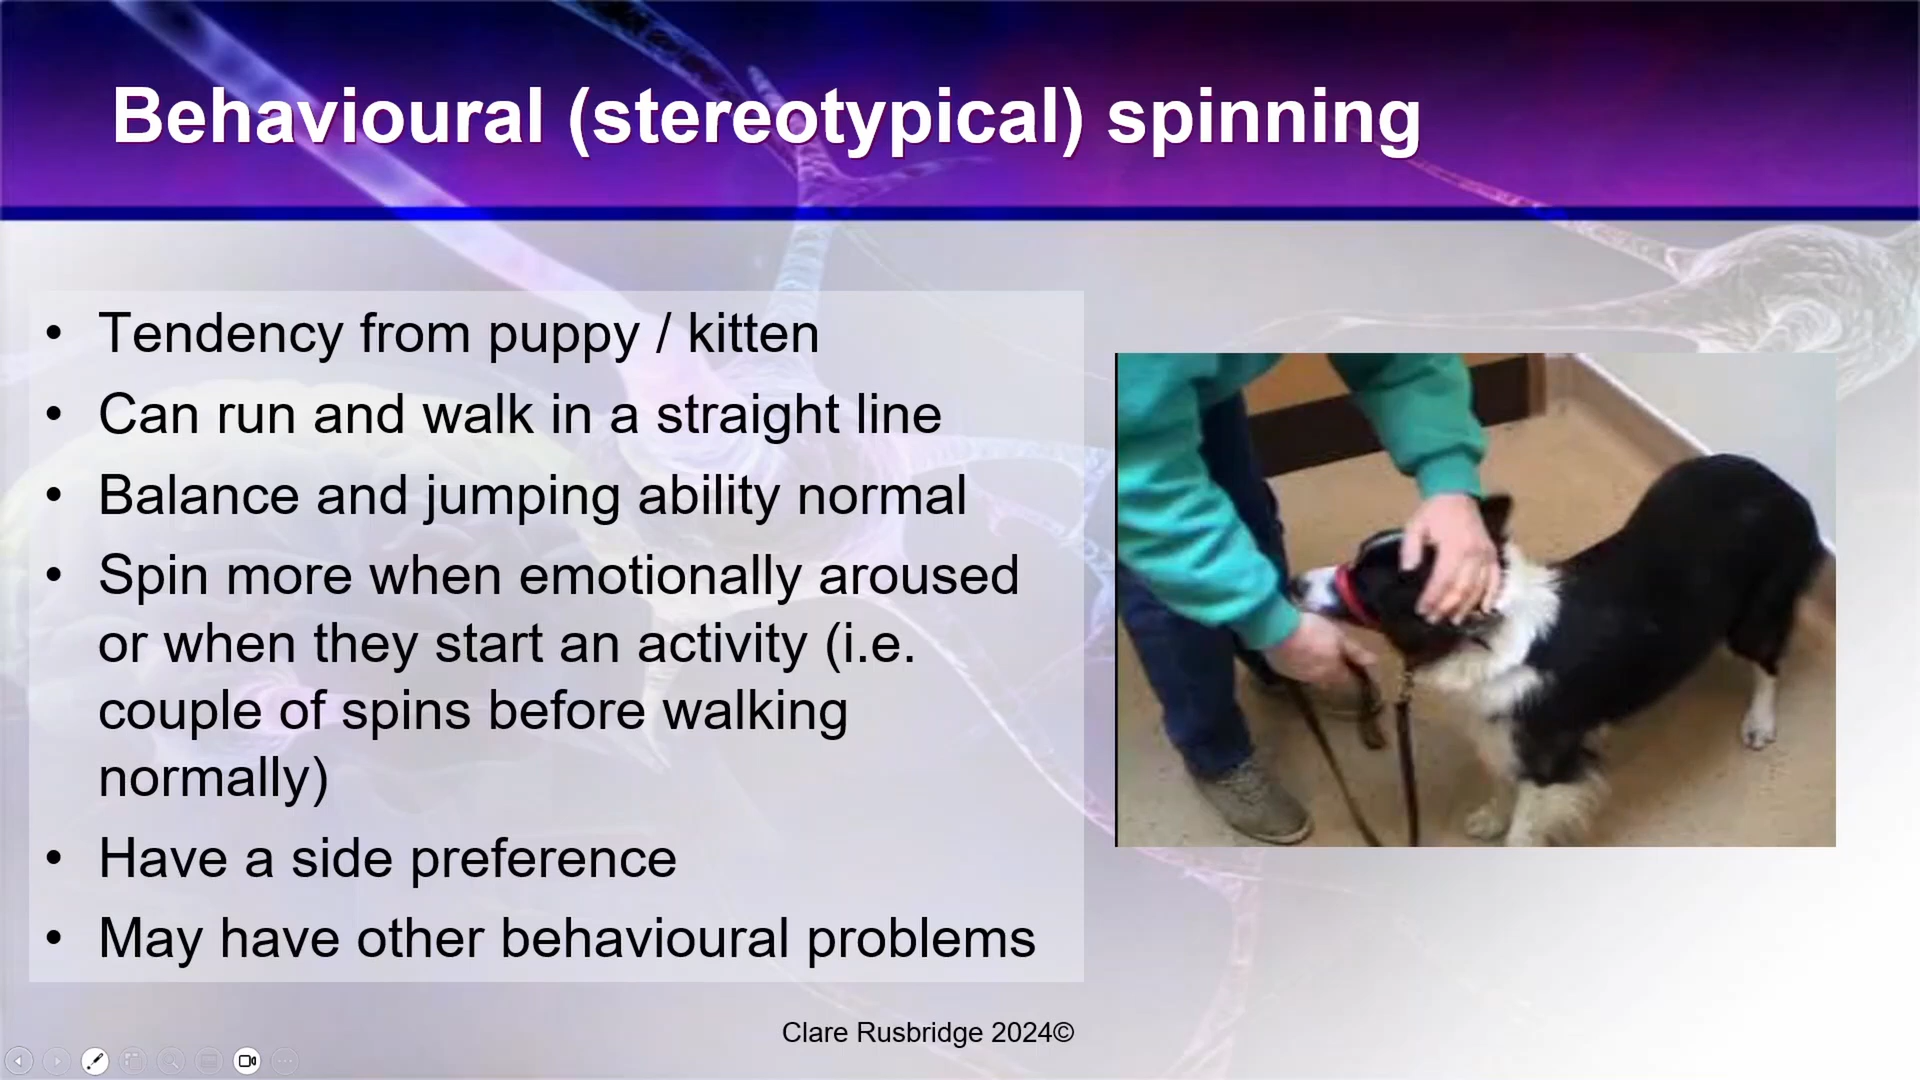 Behavioural (stereotypical) spinning
• Tendency from puppy / kitten
• Can run and walk in a straight line
• Balance and jumping ability normal
• Spin more when emotionally aroused
or when they start an activity (i.e.
couple of spins before walking
normally)
• Have a side preference
• May have other behavioural problems
Clare Rusbridge 2024©